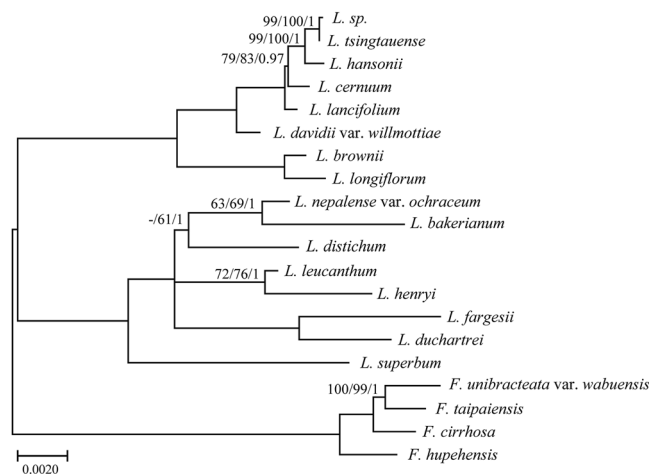 99/100/1
L. sp.
99/100/1
L. tsingtauense
79/83/0.97
L. hansonii
L. cernuum
L. lancifolium
L. davidii var. willmottiae
L. brownii
L. longiflorum
63/69/1
L. nepalense var. ochraceum
-/61/1
L. bakerianum
L. distichum
72/76/1
L. leucanthum
L. henryi
L. fargesii
L. duchartrei
L. superbum
100/99/1
F. unibracteata var. wabuensis
F. taipaiensis
F. cirrhosa
F. hupehensis
0.0020